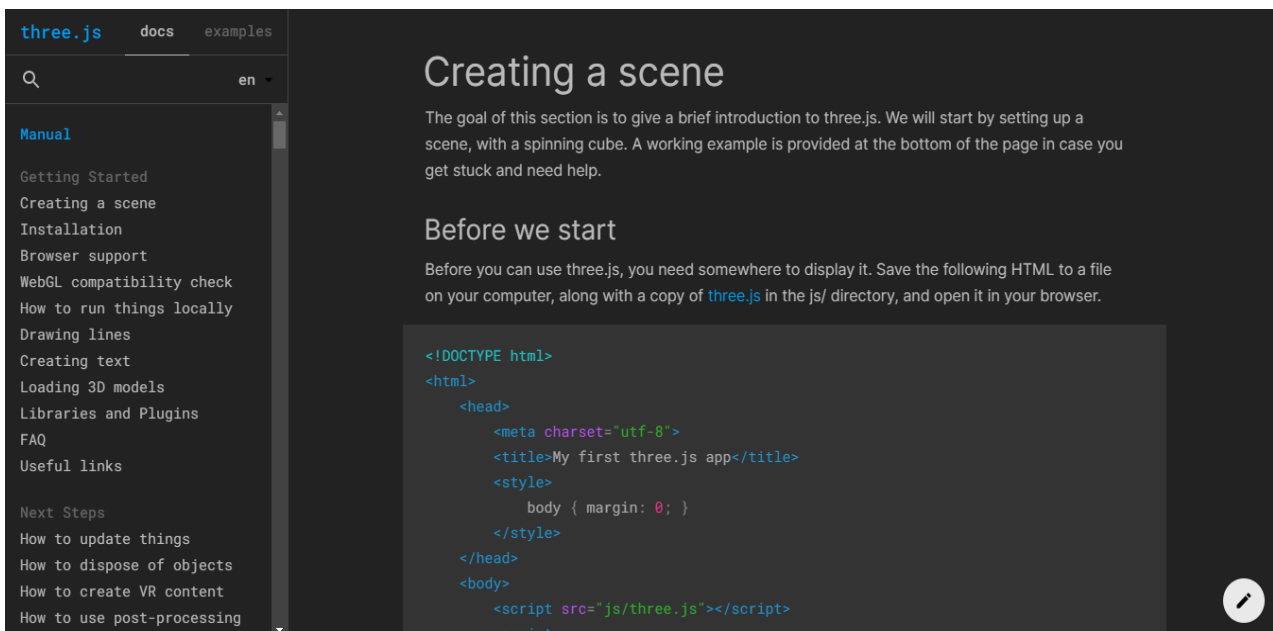 three.js docs examples
en
Manual
Getting Started
Creating a scene
Installation
Browser support
WebGL compatibility check
How to run things locally
Drawing lines
Creating text
Loading 3D models
Libraries and Plugins
FAQ
Useful links
Next Steps
How to update things
How to dispose of objects
How to create VR content
How to use post-processing
Creating a scene
The goal of this section is to give a brief introduction to three.js. We will start by setting up a
scene, with a spinning cube. A working example is provided at the bottom of the page in case you
get stuck and need help.
Before we start
Before you can use three.js, you need somewhere to display it. Save the following HTML to a file
on your computer, along with a copy of three.js in the js/ directory, and open it in your browser.
<!DOCTYPE html>
<html>
<head>
<meta charset="utf-8">
<title>My first three.js app</title>
<style>
body { margin: 0; }
</style>
</head>
<body>
<script src="js/three.js"></script>